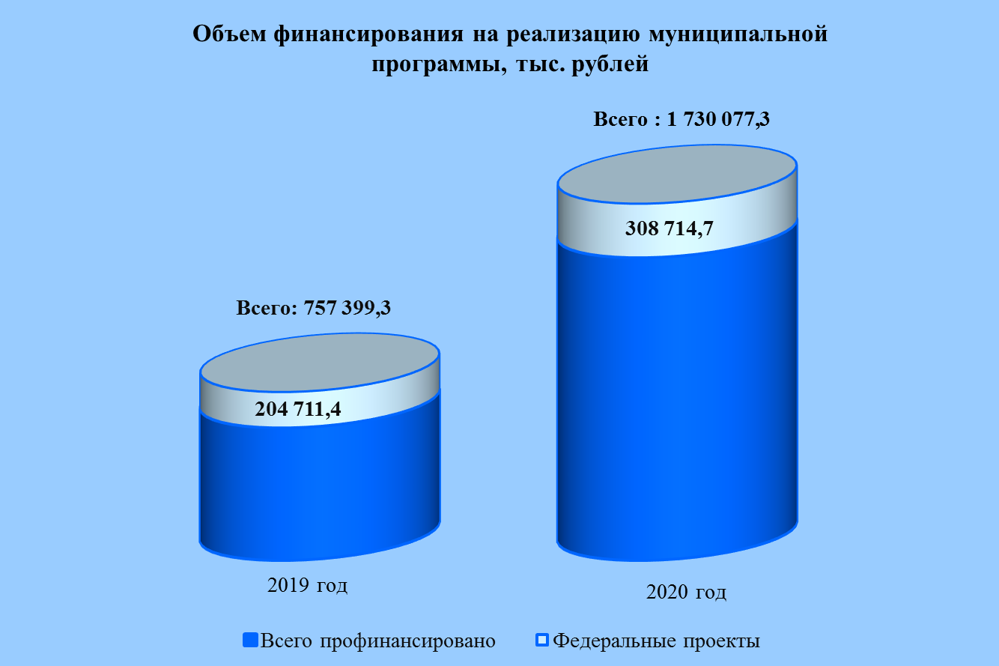 Объем финансирования на реализацию муниципальной
программы, тыс. рублей
Всего : 1 730 077,3
308 714,7
Всего: 757 399,3
204 711,4
2019 год
2020 год
Всего профинансировано
Федеральные проекты